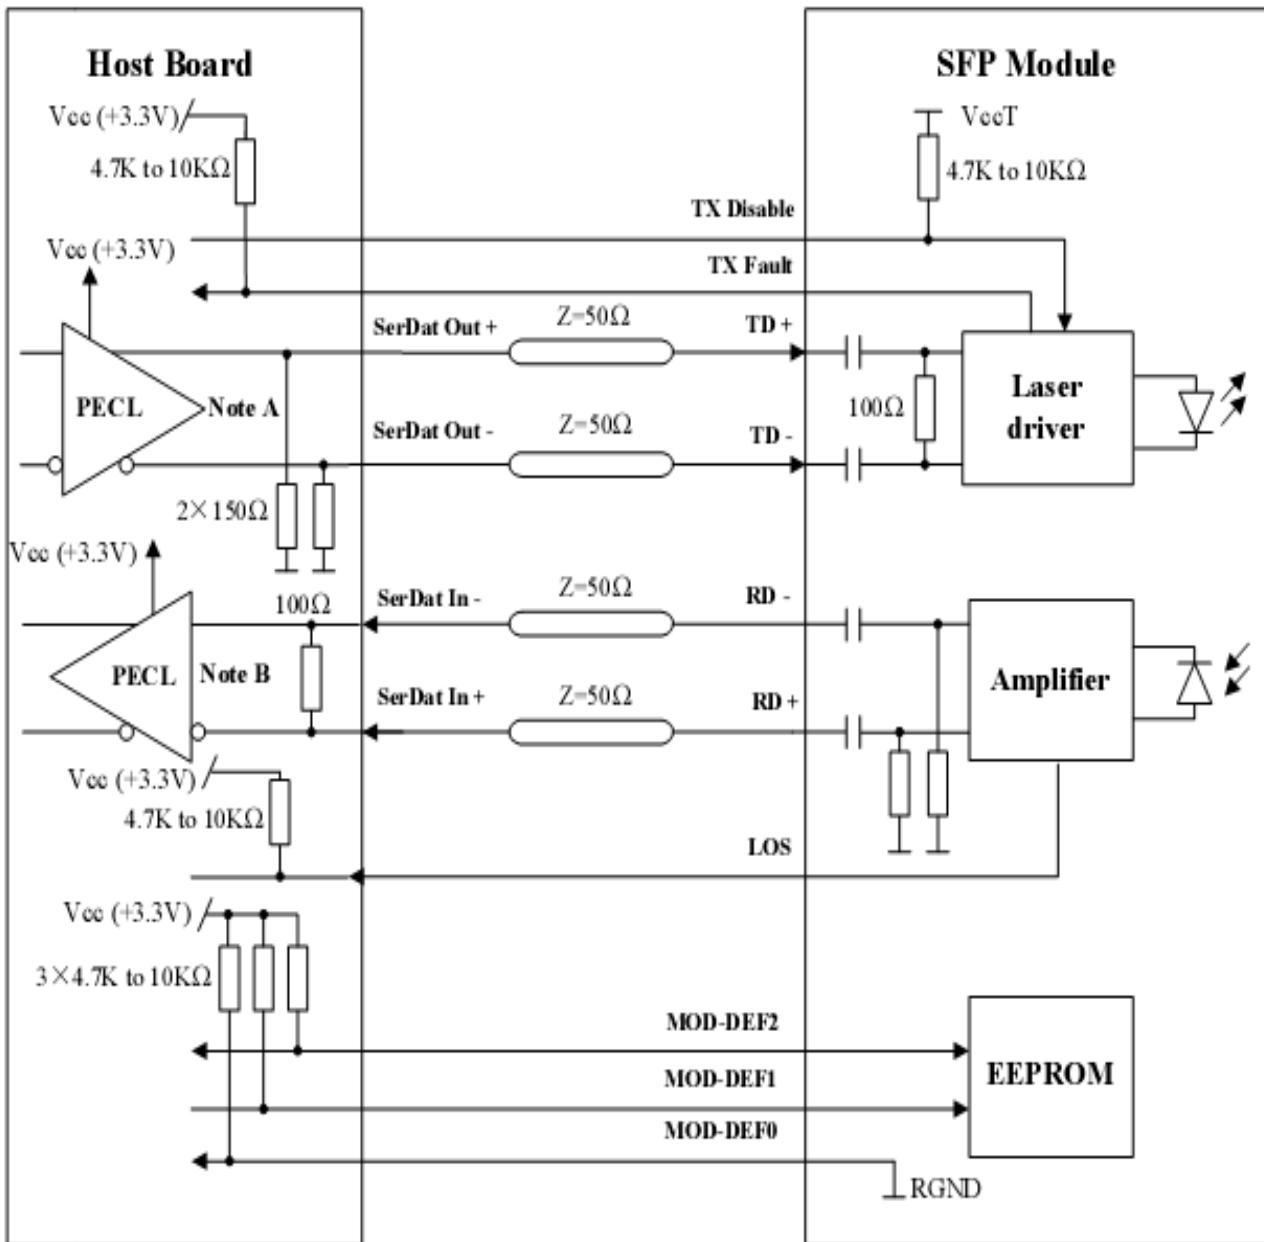 Host Board
SFP Module
Vcc (+3.3V)
VccT
4.7K to 10KΩ
4.7K to 10KΩ
TX Disable
Vcc (+3.3V)
TX Fault
SerDat Out +
Z=50Ω
TD +
PECL
Note A
100Ω
Laser
driver
SerDat Out -
Z=50Ω
TD -
2×150Ω
Vcc (+3.3V)
100Ω
SerDat In -
Z=50Ω
RD -
PECL
Note B
Amplifier
SerDat In +
Z=50Ω
RD +
Vcc (+3.3V)
4.7K to 10KΩ
LOS
Vcc (+3.3V)
3×4.7K to 10KΩ
MOD-DEF2
EEPROM
MOD-DEF1
MOD-DEF0
RGND